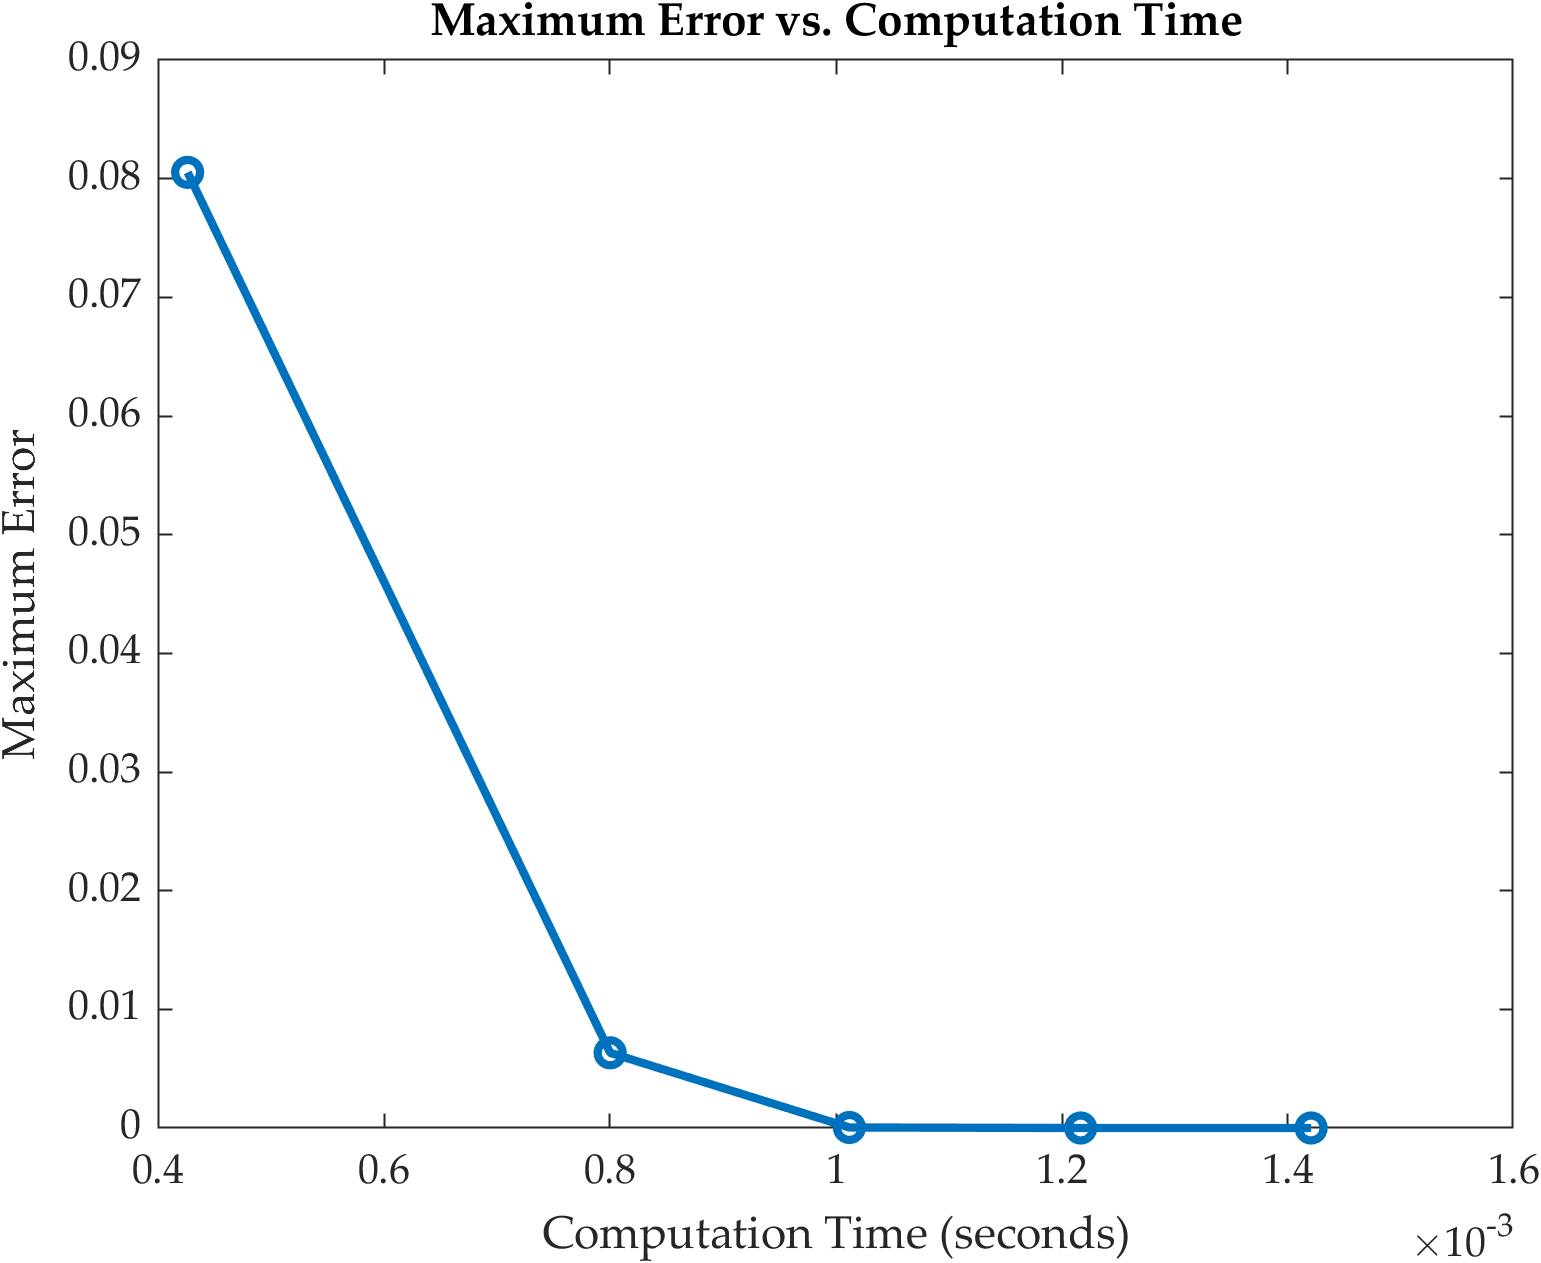 Maximum Error vs. Computation Time
0.09
0.08
0.07
0.06
0.05
0.04
0.03
0.02
0.01
0
Maximum Error
0.4 0.6 0.8 1 1.2 1.4 1.6
Computation Time (seconds)
×10⁻³